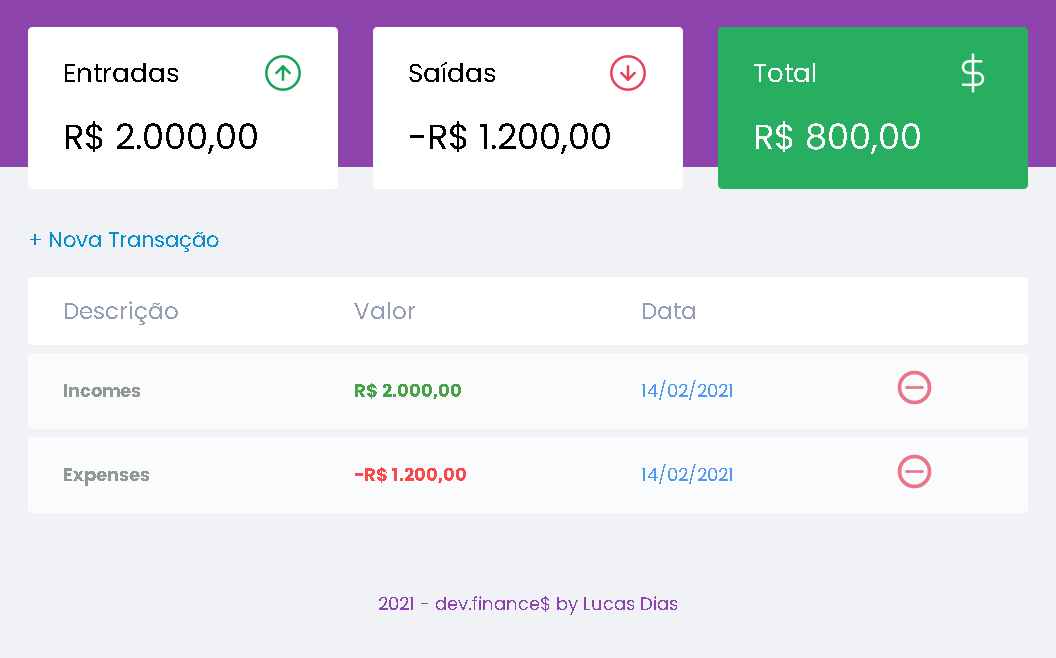 Entradas
R$ 2.000,00
Saídas
-R$ 1.200,00
Total
$
R$ 800,00
+ Nova Transação
Descrição Valor Data
Incomes R$ 2.000,00 14/02/2021
Expenses -R$ 1.200,00 14/02/2021
2021 - dev.finance$ by Lucas Dias